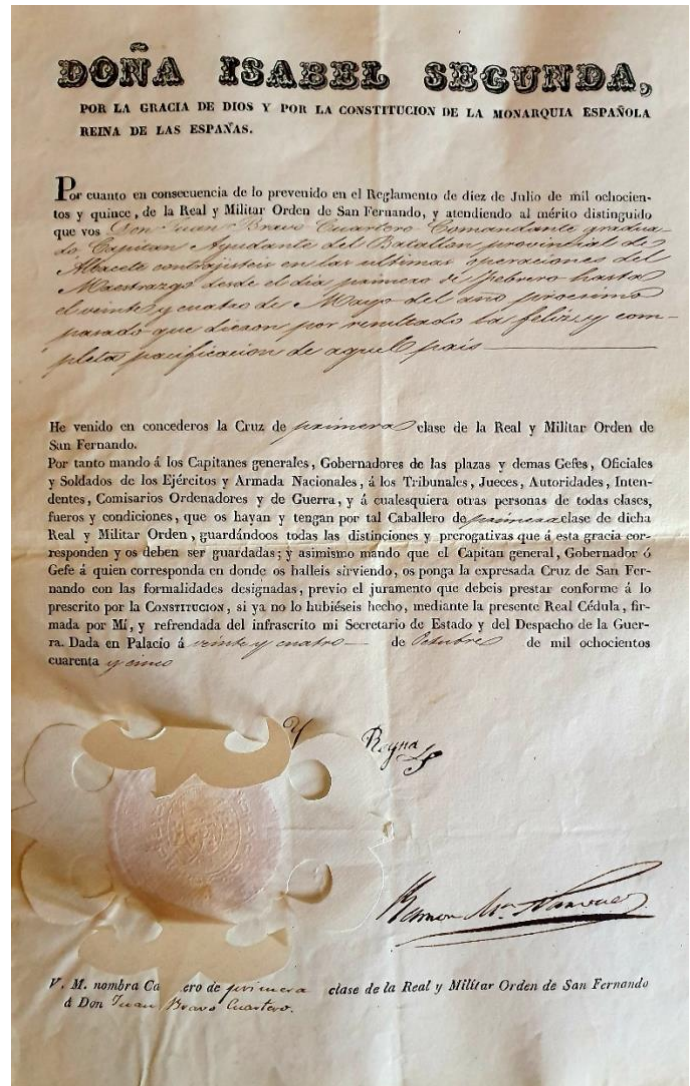 DOÑA ISABEL SEGUNDA,
POR LA GRACIA DE DIOS Y POR LA CONSTITUCION DE LA MONARQUIA ESPAÑOLA
REINA DE LAS ESPAÑAS.
Por cuanto en consecuencia de lo prevenido en el Reglamento de diez de Julio de mil ochocien-
tos y quince, de la Real y Militar Orden de San Fernando, y atendiendo al mérito distinguido
que vos Don Juan Bravo Cuartero Comandante gradua-
do Capitan Ayudante del Batallon provincial de
Albacete contrajisteis en las ultimas operaciones del
Maestrazgo desde el dia primero de Febrero hasta
el veinte y cuatro de Mayo del año procsimo
pasado que dieron por resultado la feliz y com-
pleta pacificacion de aquel pais
He venido en concederos la Cruz de primera clase de la Real y Militar Orden de
San Fernando.
Por tanto mando á los Capitanes generales, Gobernadores de las plazas y demas Gefes, Oficiales
y Soldados de los Ejércitos y Armada Nacionales, á los Tribunales, Jueces, Autoridades, Inten-
dentes, Comisarios Ordenadores y de Guerra, y á cualesquiera otras personas de todas clases,
fueros y condiciones, que os hayan y tengan por tal Caballero de primera clase de dicha
Real y Militar Orden, guardándoos todas las distinciones y prerogativas que á esta gracia cor-
responden y os deben ser guardadas; y asimismo mando que el Capitan general, Gobernador ó
Gefe á quien corresponda en donde os halleis sirviendo, os ponga la expresada Cruz de San Fer-
nando con las formalidades designadas, previo el juramento que debeis prestar conforme á lo
prescrito por la CONSTITUCION, si ya no lo hubiéseis hecho, mediante la presente Real Cédula, fir-
mada por Mí, y refrendada del infrascrito mi Secretario de Estado y del Despacho de la Guer-
ra. Dada en Palacio á veinte y cuatro de Octubre de mil ochocientos
cuarenta y cinco
Y Reyna
Ramon Mª Narvaez
V. M. nombra Ca ero de primera clase de la Real y Militar Orden de San Fernando
á Don Juan Bravo Cuartero.